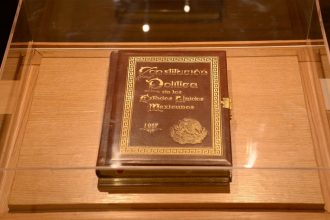 Constitución
Política
de los
Estados Unidos
Mexicanos
1917